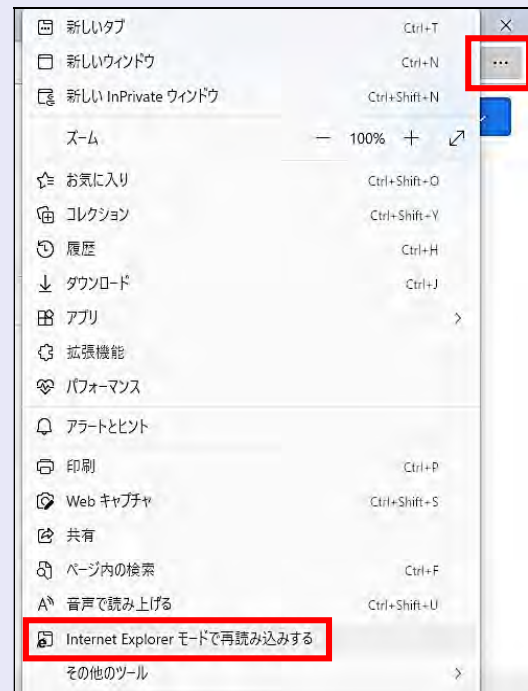 新しいタブ Ctrl+T
新しいウィンドウ Ctrl+N
新しい InPrivate ウィンドウ Ctrl+Shift+N
ズーム 100%
お気に入り Ctrl+Shift+O
コレクション Ctrl+Shift+Y
履歴 Ctrl+H
ダウンロード Ctrl+J
アプリ
拡張機能
パフォーマンス
アラートとヒント
印刷 Ctrl+P
Web キャプチャ Ctrl+Shift+S
共有
ページ内の検索 Ctrl+F
音声で読み上げる Ctrl+Shift+U
Internet Explorer モードで再読み込みする
その他のツール